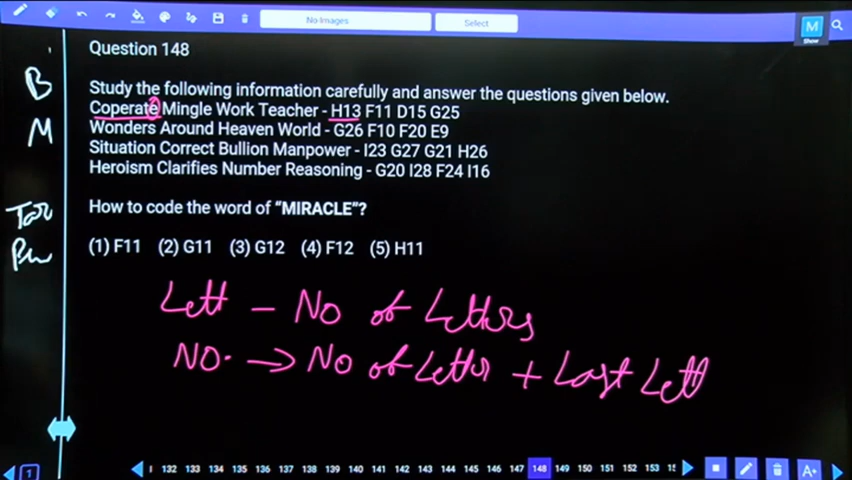 No Images
Select
M
Show
Question 148
Study the following information carefully and answer the questions given below.
Coperate Mingle Work Teacher - H13 F11 D15 G25
Wonders Around Heaven World - G26 F10 F20 E9
Situation Correct Bullion Manpower - I23 G27 G21 H26
Heroism Clarifies Number Reasoning - G20 I28 F24 I16
How to code the word of “MIRACLE”?
(1) F11 (2) G11 (3) G12 (4) F12 (5) H11
B
M
Lett - No of Letters
No. → No of Letter + Last Lett
1 132 133 134 135 136 137 138 139 140 141 142 143 144 145 146 147 148 149 150 151 152 153 15
A+